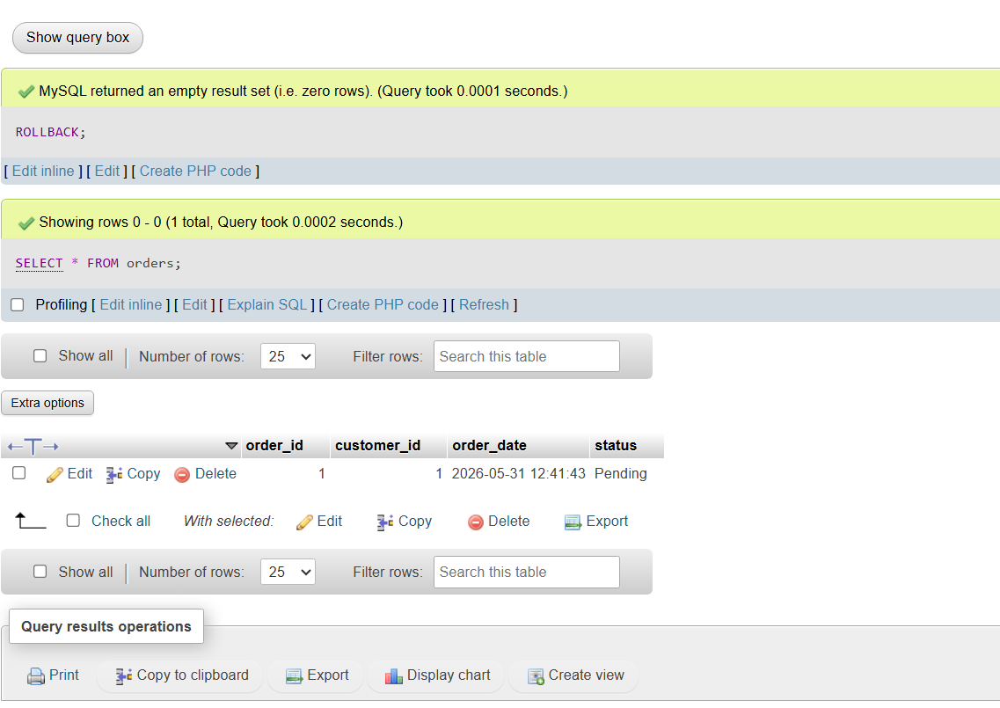 Show query box
MySQL returned an empty result set (i.e. zero rows). (Query took 0.0001 seconds.)
ROLLBACK;
[ Edit inline ] [ Edit ] [ Create PHP code ]
Showing rows 0 - 0 (1 total, Query took 0.0002 seconds.)
SELECT * FROM orders;
Profiling [ Edit inline ] [ Edit ] [ Explain SQL ] [ Create PHP code ] [ Refresh ]
Show all Number of rows: 25 Filter rows: Search this table
Extra options
order_id customer_id order_date status
Edit Copy Delete 1 1 2026-05-31 12:41:43 Pending
Check all With selected: Edit Copy Delete Export
Show all Number of rows: 25 Filter rows: Search this table
Query results operations
Print Copy to clipboard Export Display chart Create view